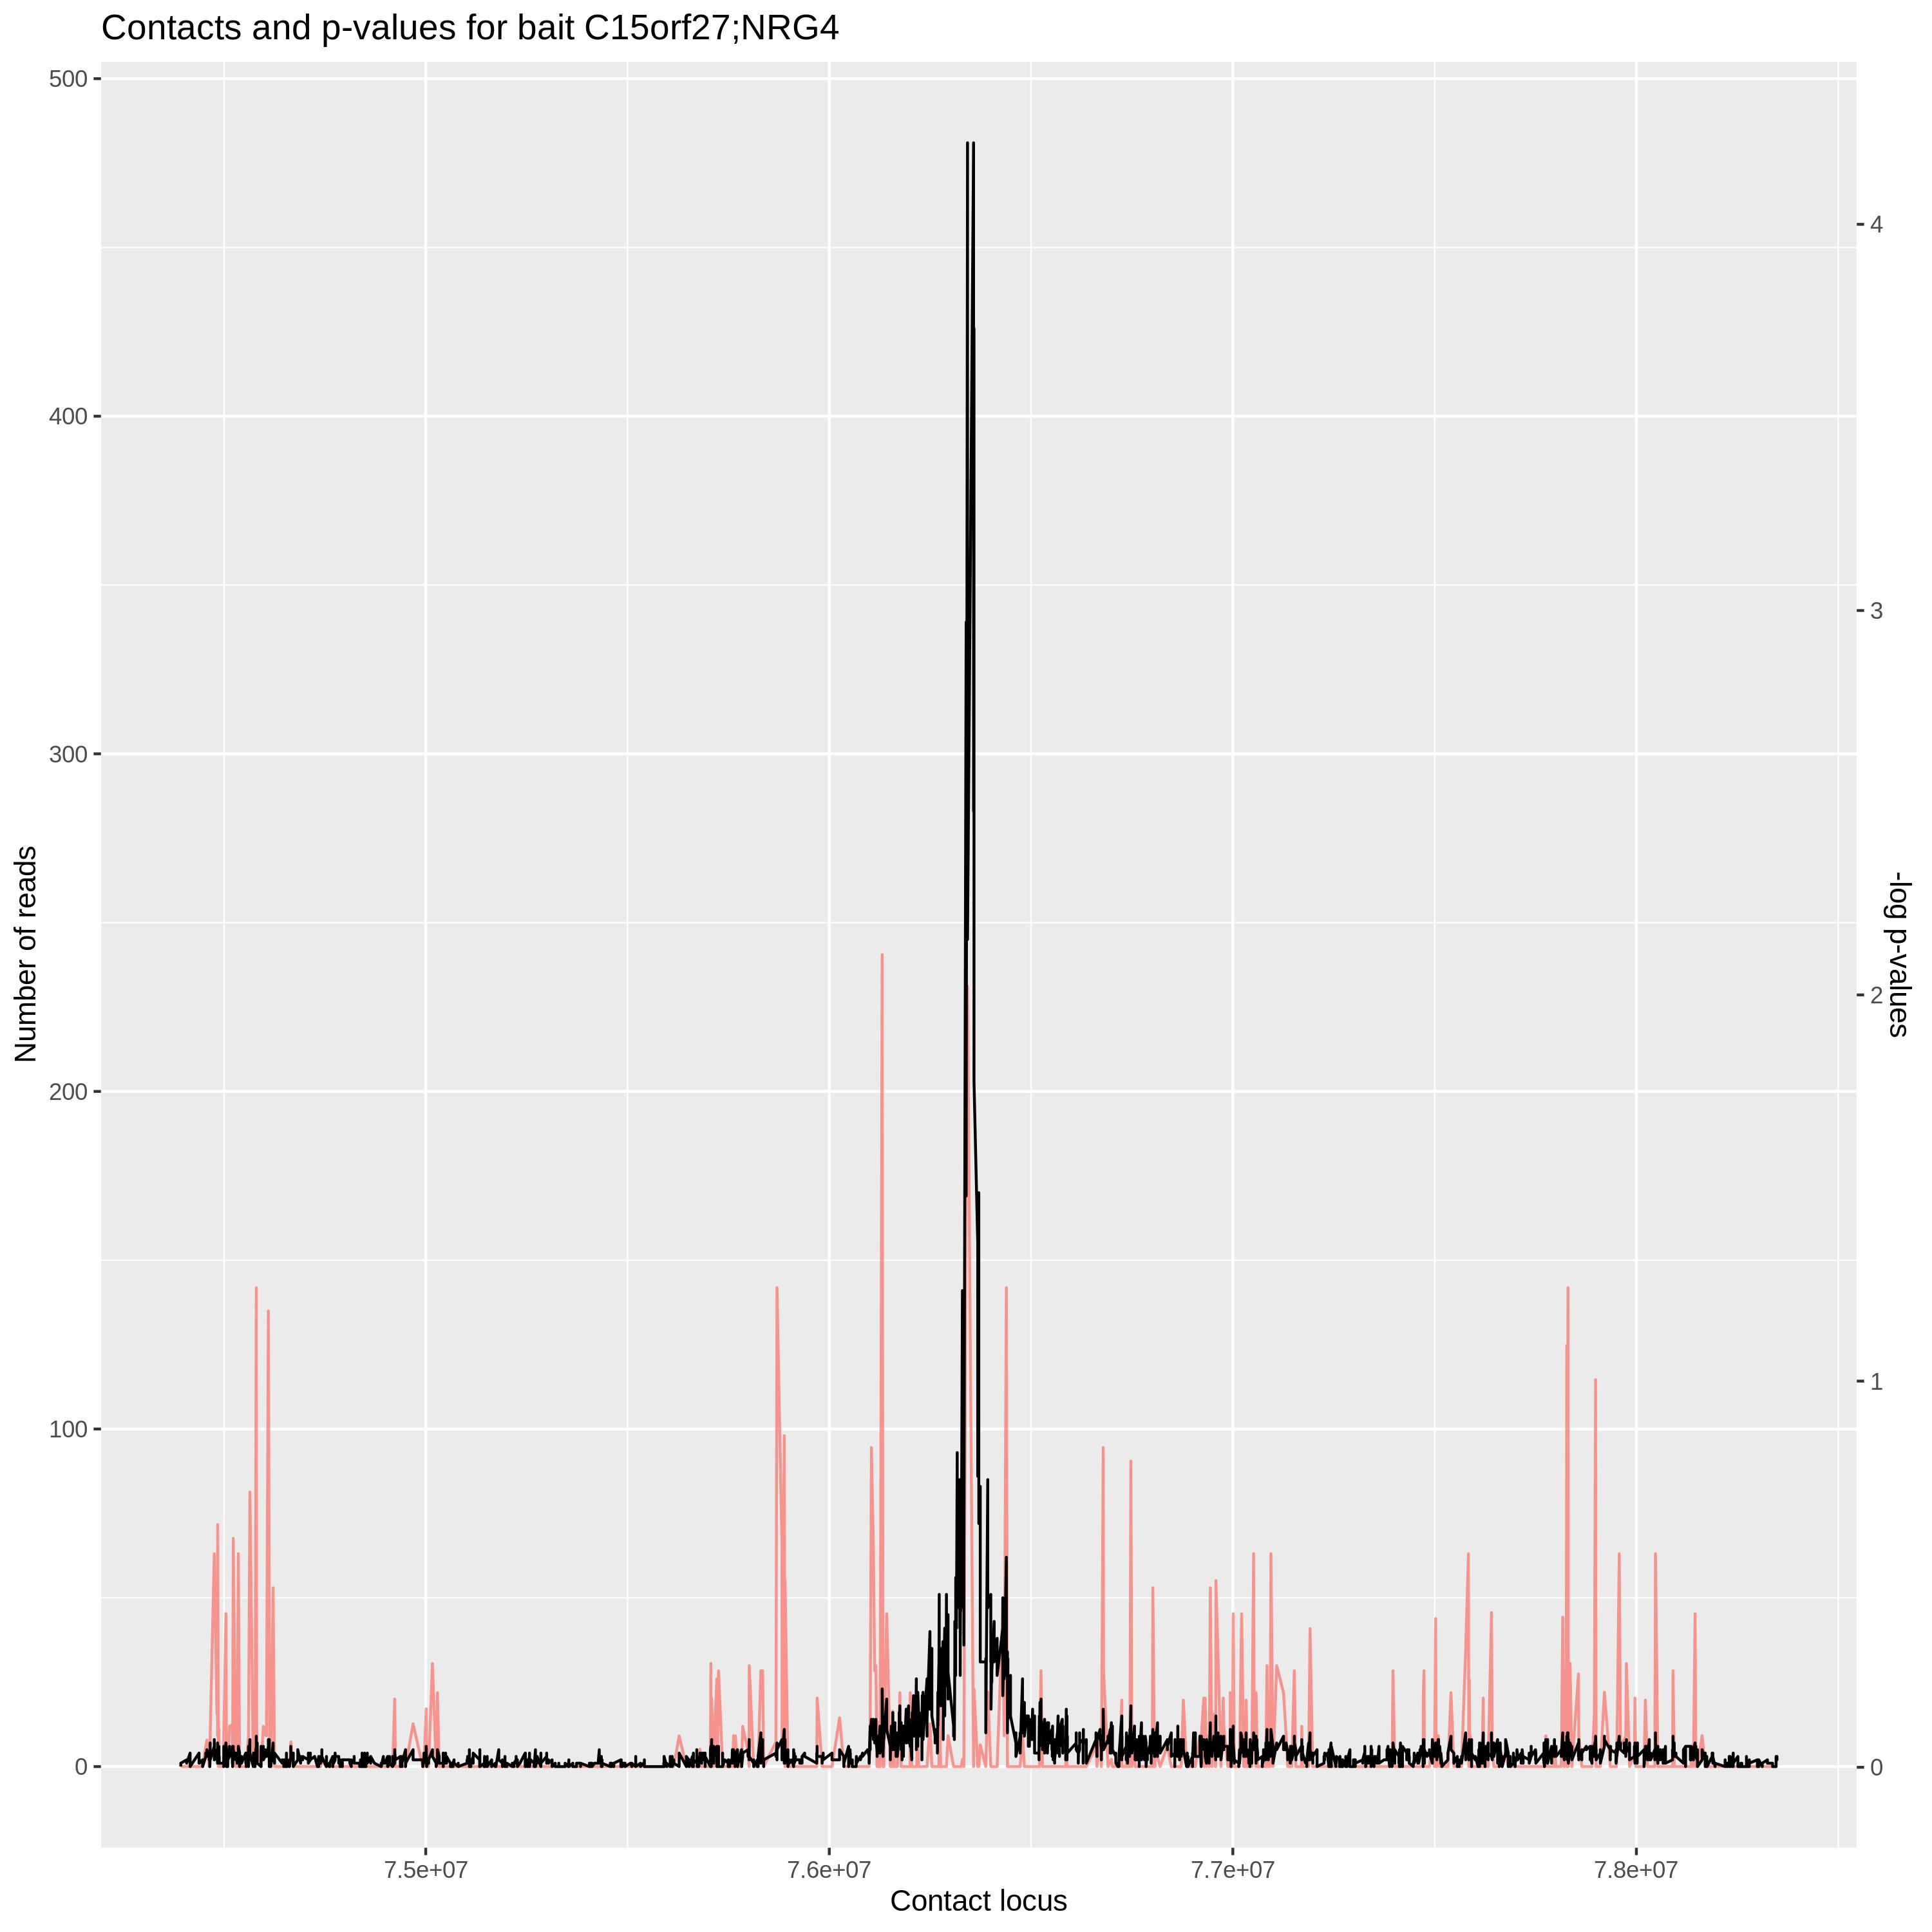 Contacts and p-values for bait C15orf27;NRG4
500
400
300
200
100
0
Number of reads
4
3
2
1
0
-log p-values
7.5e+07
7.6e+07
7.7e+07
7.8e+07
Contact locus